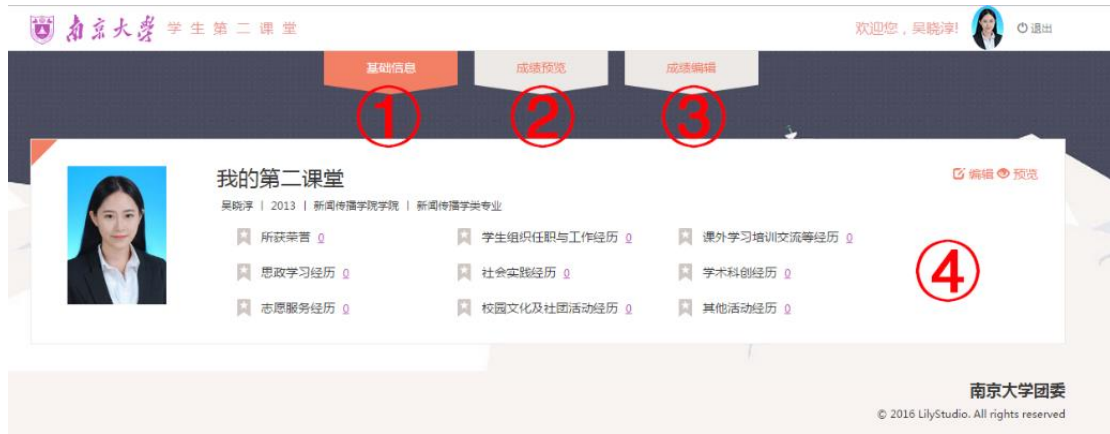 南京大学 学生第二课堂 欢迎您，吴晓淳! 退出
基础信息 成绩预览 成绩编辑
① ② ③
我的第二课堂 编辑 预览
吴晓淳 | 2013 | 新闻传播学院学院 | 新闻传播学类专业
所获荣誉 0 学生组织任职与工作经历 0 课外学习培训交流等经历 0
④
思政学习经历 0 社会实践经历 0 学术科创经历 0
志愿服务经历 0 校园文化及社团活动经历 0 其他活动经历 0
南京大学团委
© 2016 LilyStudio. All rights reserved